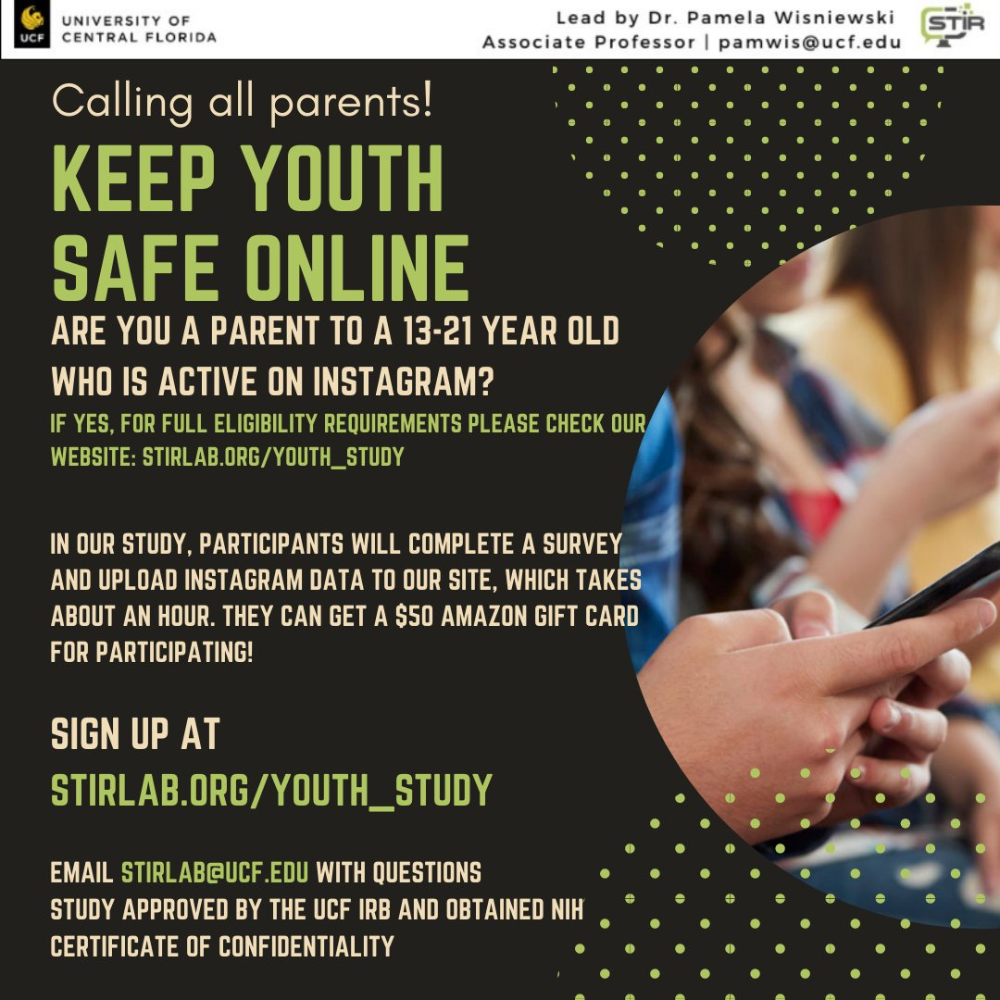 UCF
UNIVERSITY OF
CENTRAL FLORIDA
Lead by Dr. Pamela Wisniewski
Associate Professor | pamwis@ucf.edu
STIR
Calling all parents!
KEEP YOUTH
SAFE ONLINE
ARE YOU A PARENT TO A 13-21 YEAR OLD
WHO IS ACTIVE ON INSTAGRAM?
IF YES, FOR FULL ELIGIBILITY REQUIREMENTS PLEASE CHECK OUR
WEBSITE: STIRLAB.ORG/YOUTH_STUDY
IN OUR STUDY, PARTICIPANTS WILL COMPLETE A SURVEY
AND UPLOAD INSTAGRAM DATA TO OUR SITE, WHICH TAKES
ABOUT AN HOUR. THEY CAN GET A $50 AMAZON GIFT CARD
FOR PARTICIPATING!
SIGN UP AT
STIRLAB.ORG/YOUTH_STUDY
EMAIL STIRLAB@UCF.EDU WITH QUESTIONS
STUDY APPROVED BY THE UCF IRB AND OBTAINED NIH
CERTIFICATE OF CONFIDENTIALITY